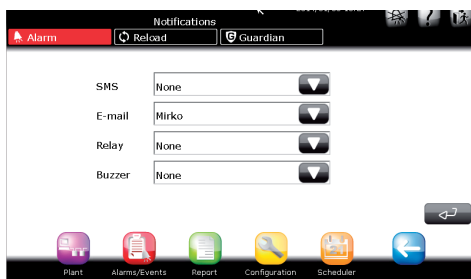 Notifications
Alarm
Reload
Guardian
SMS
None
E-mail
Mirko
Relay
None
Buzzer
None
Plant
Alarms/Events
Report
Configuration
Scheduler